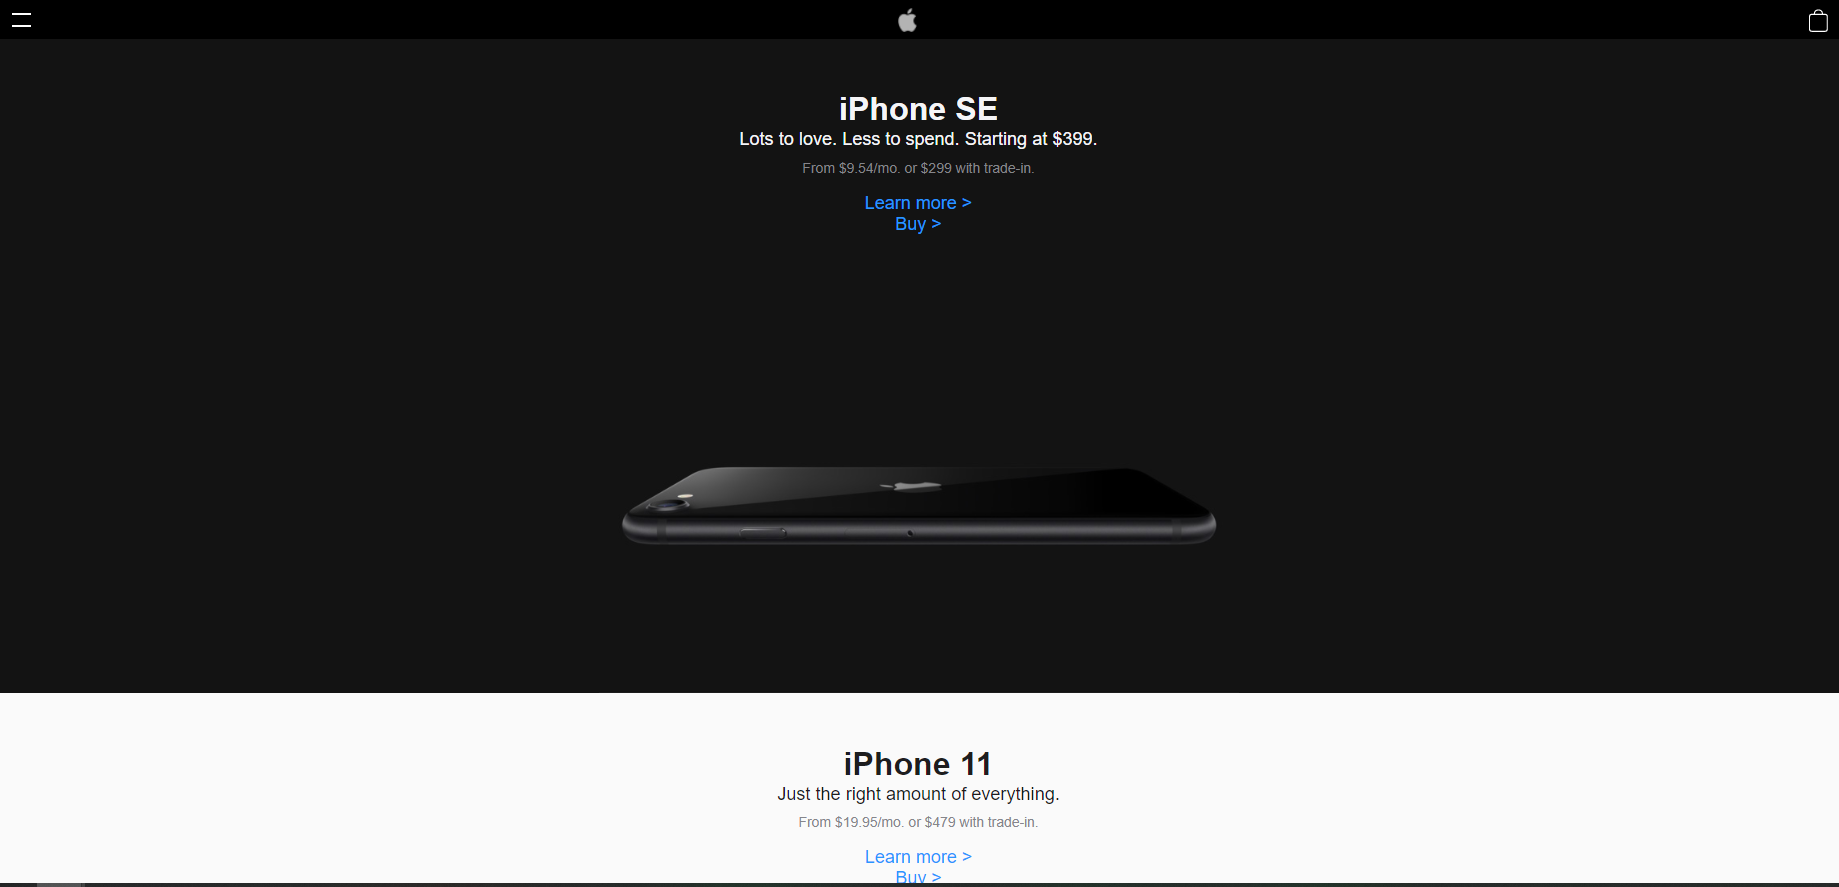 iPhone SE
Lots to love. Less to spend. Starting at $399.
From $9.54/mo. or $299 with trade-in.
Learn more >
Buy >
iPhone 11
Just the right amount of everything.
From $19.95/mo. or $479 with trade-in.
Learn more >
Buy >